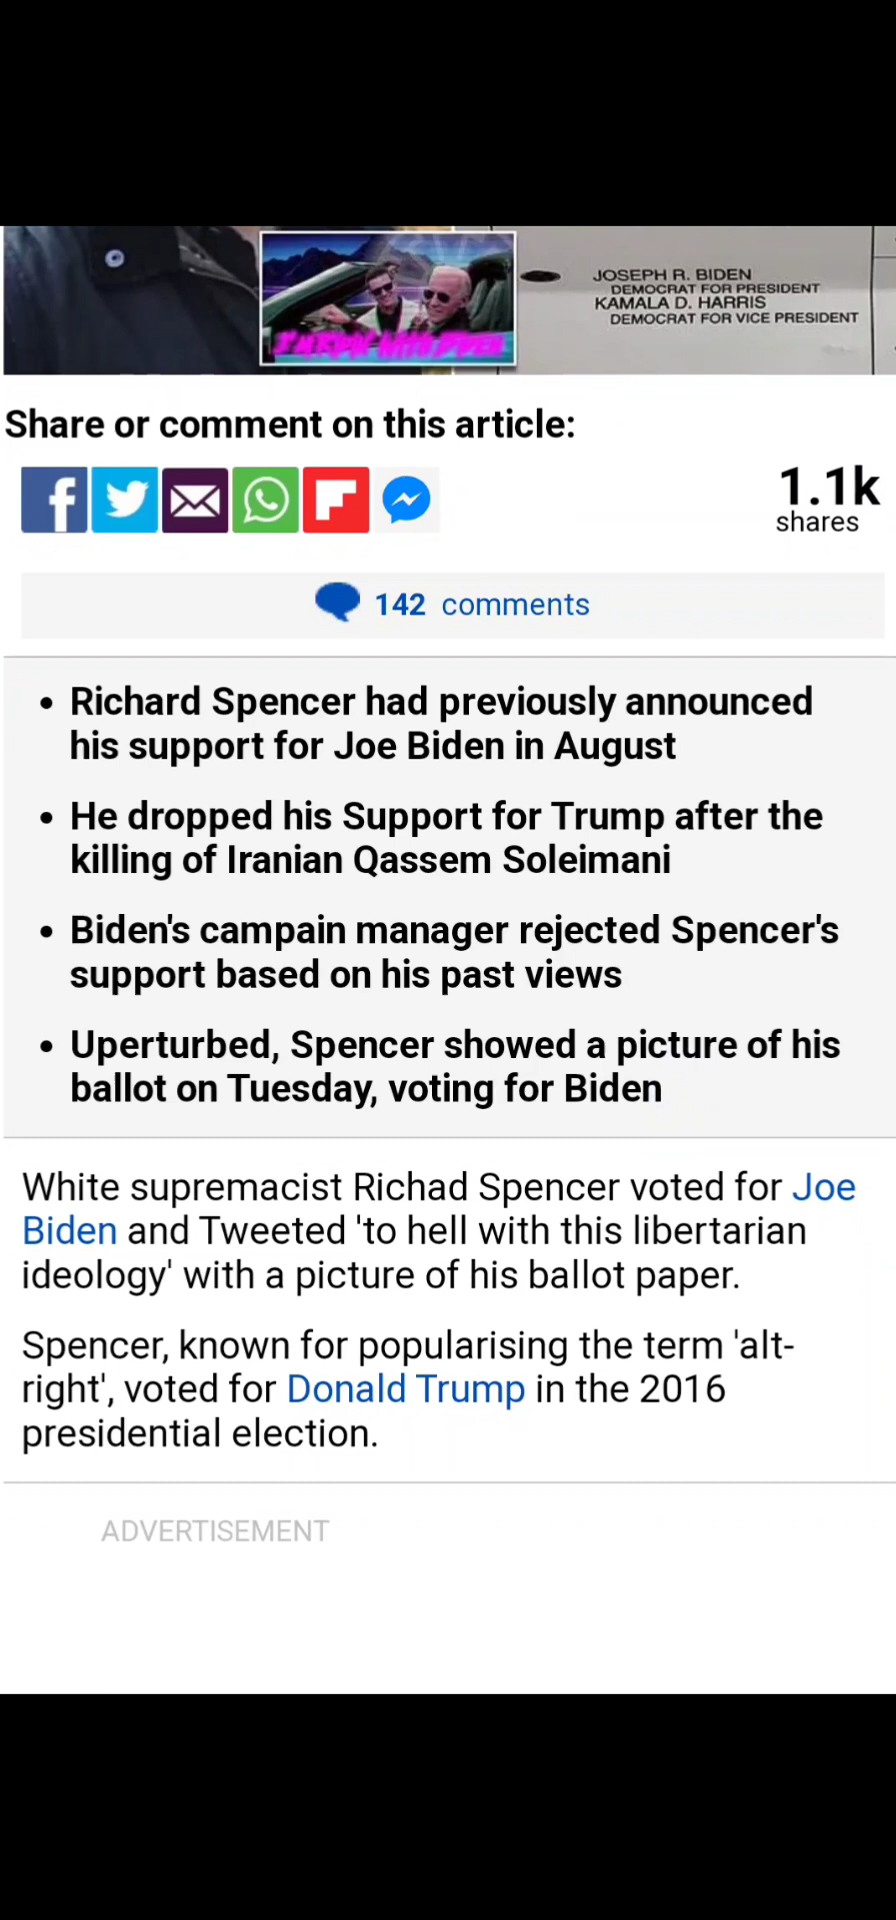 JOSEPH R. BIDEN
DEMOCRAT FOR PRESIDENT
KAMALA D. HARRIS
DEMOCRAT FOR VICE PRESIDENT
I'M RIDIN' WITH BIDEN
Share or comment on this article:
1.1k
shares
142 comments
• Richard Spencer had previously announced
his support for Joe Biden in August
• He dropped his Support for Trump after the
killing of Iranian Qassem Soleimani
• Biden's campain manager rejected Spencer's
support based on his past views
• Uperturbed, Spencer showed a picture of his
ballot on Tuesday, voting for Biden
White supremacist Richad Spencer voted for Joe
Biden and Tweeted 'to hell with this libertarian
ideology' with a picture of his ballot paper.
Spencer, known for popularising the term 'alt-
right', voted for Donald Trump in the 2016
presidential election.
ADVERTISEMENT